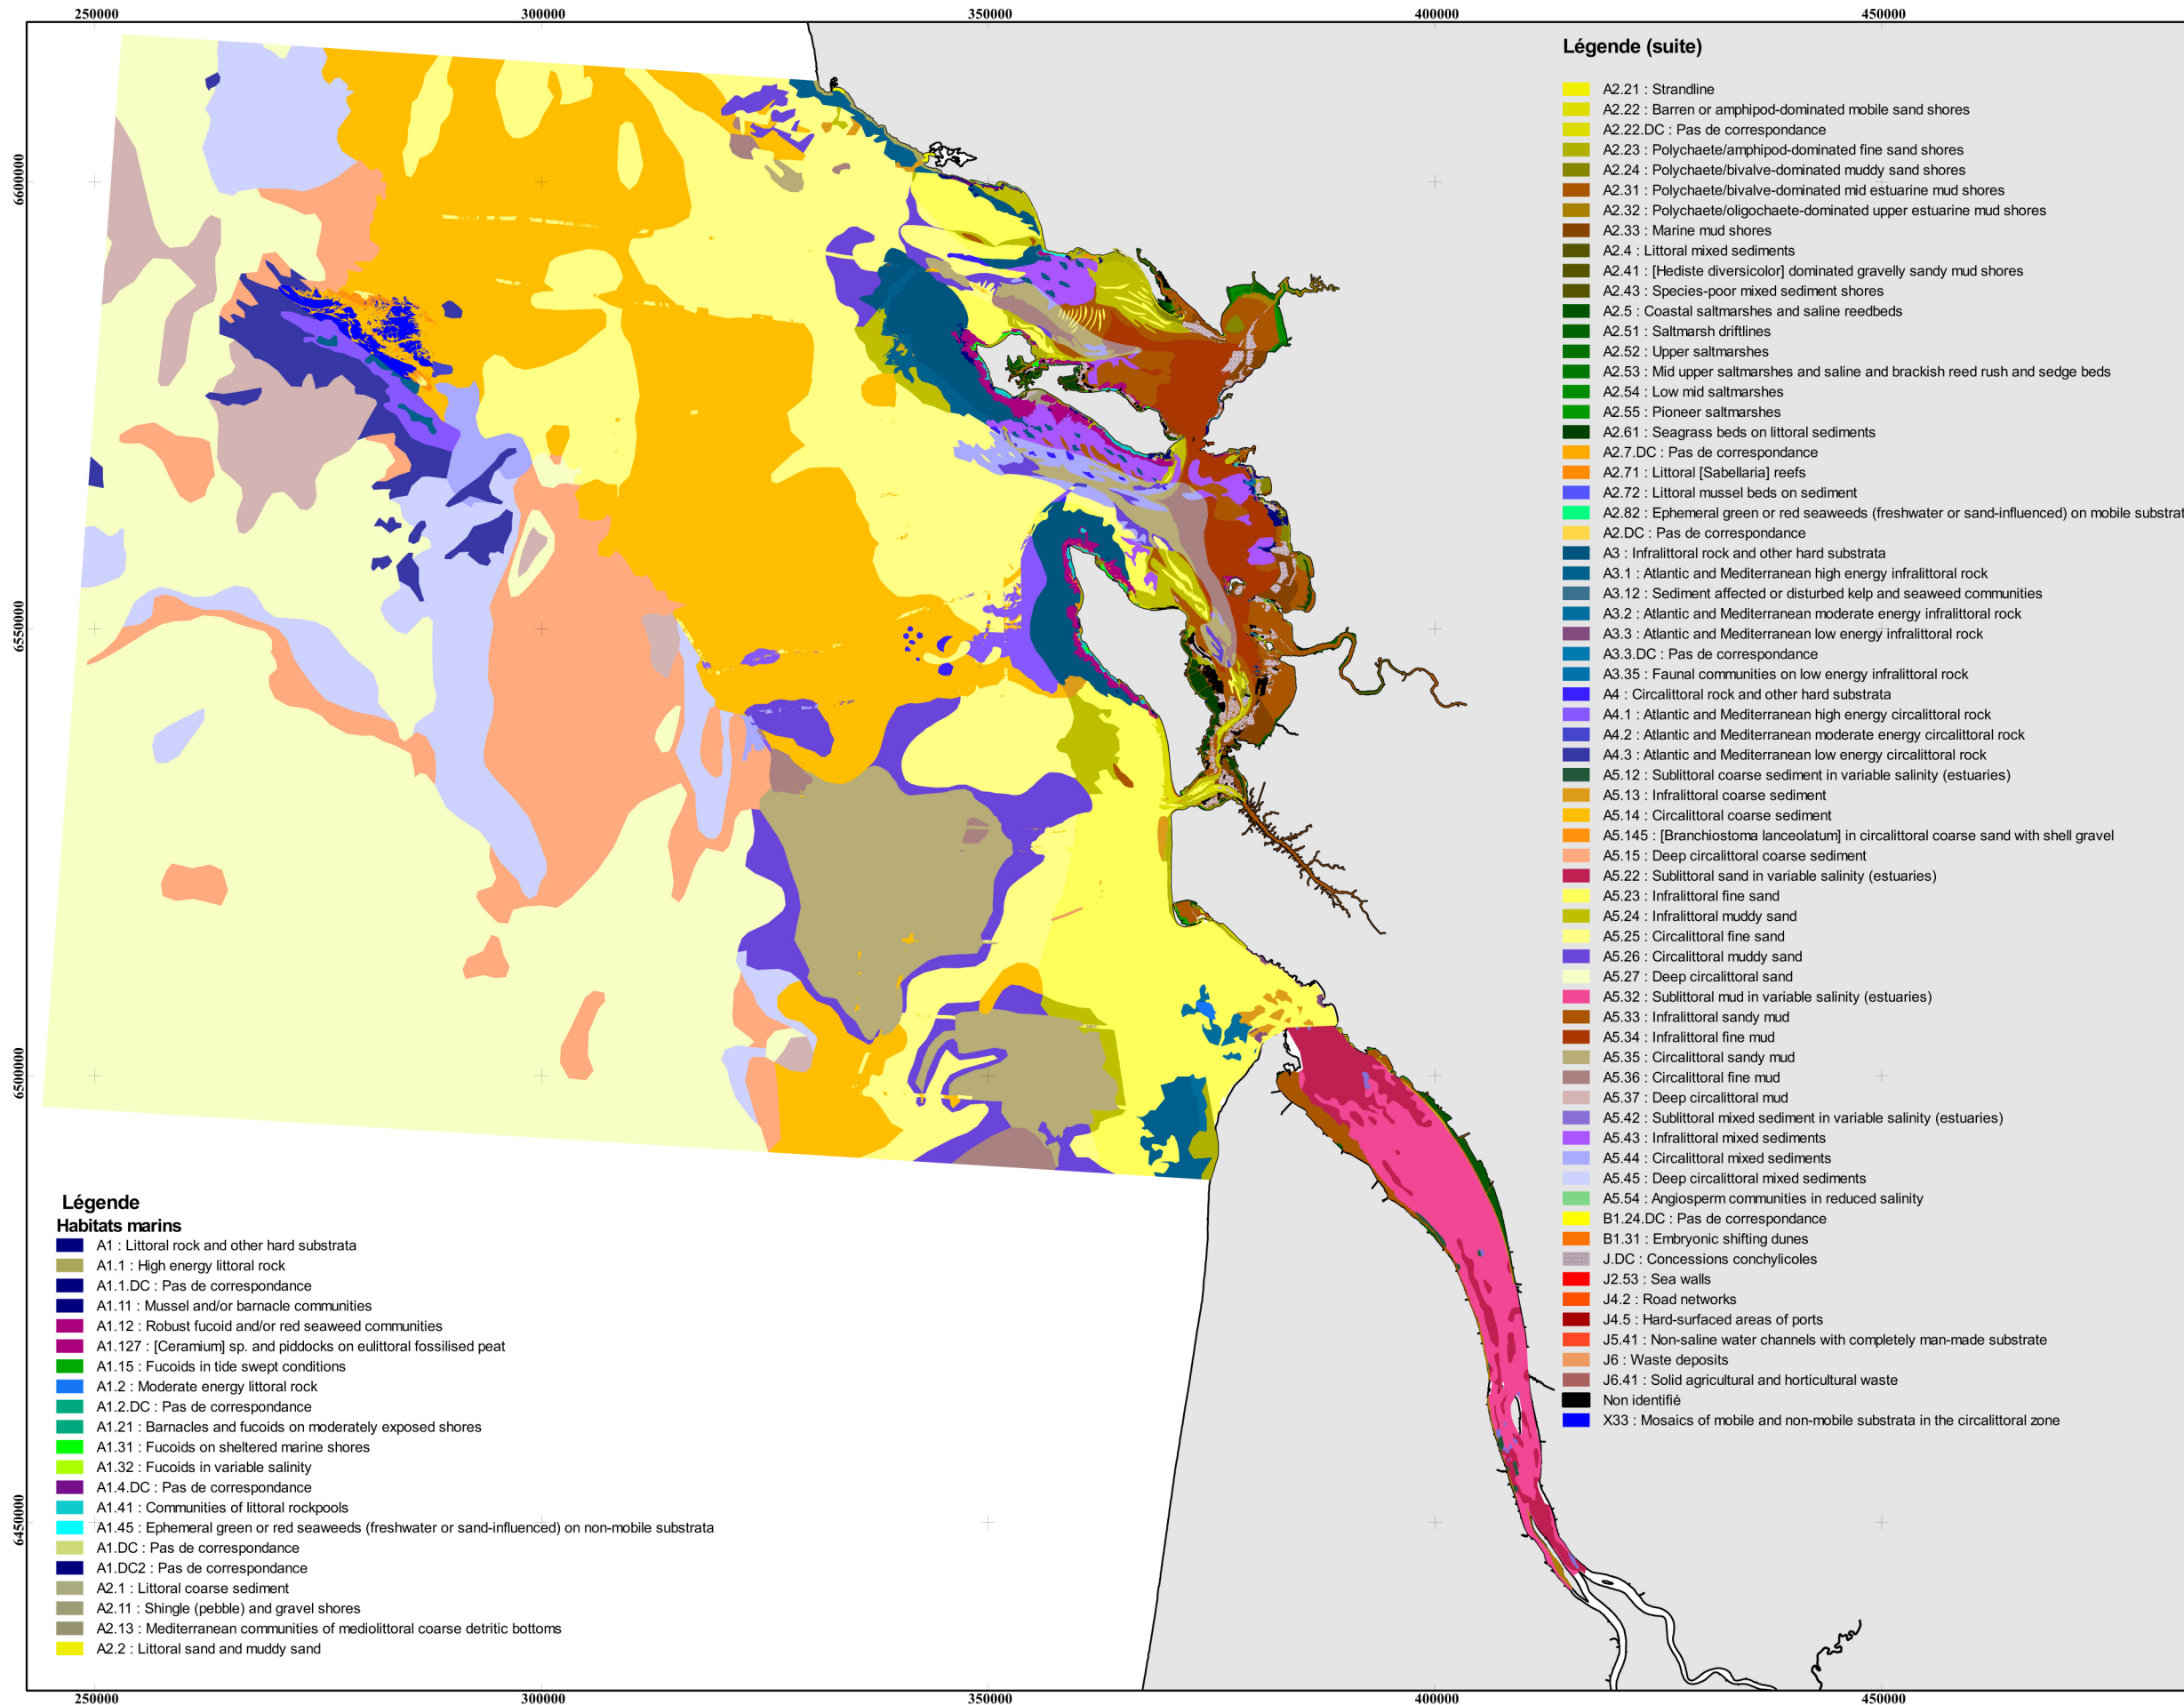 250000
300000
350000
400000
450000
6600000
6550000
6500000
6450000
Légende (suite)
A2.21 : Strandline
A2.22 : Barren or amphipod-dominated mobile sand shores
A2.22.DC : Pas de correspondance
A2.23 : Polychaete/amphipod-dominated fine sand shores
A2.24 : Polychaete/bivalve-dominated muddy sand shores
A2.31 : Polychaete/bivalve-dominated mid estuarine mud shores
A2.32 : Polychaete/oligochaete-dominated upper estuarine mud shores
A2.33 : Marine mud shores
A2.4 : Littoral mixed sediments
A2.41 : [Hediste diversicolor] dominated gravelly sandy mud shores
A2.43 : Species-poor mixed sediment shores
A2.5 : Coastal saltmarshes and saline reedbeds
A2.51 : Saltmarsh driftlines
A2.52 : Upper saltmarshes
A2.53 : Mid upper saltmarshes and saline and brackish reed rush and sedge beds
A2.54 : Low mid saltmarshes
A2.55 : Pioneer saltmarshes
A2.61 : Seagrass beds on littoral sediments
A2.7.DC : Pas de correspondance
A2.71 : Littoral [Sabellaria] reefs
A2.72 : Littoral mussel beds on sediment
A2.82 : Ephemeral green or red seaweeds (freshwater or sand-influenced) on mobile substrat
A2.DC : Pas de correspondance
A3 : Infralittoral rock and other hard substrata
A3.1 : Atlantic and Mediterranean high energy infralittoral rock
A3.12 : Sediment affected or disturbed kelp and seaweed communities
A3.2 : Atlantic and Mediterranean moderate energy infralittoral rock
A3.3 : Atlantic and Mediterranean low energy infralittoral rock
A3.3.DC : Pas de correspondance
A3.35 : Faunal communities on low energy infralittoral rock
A4 : Circalittoral rock and other hard substrata
A4.1 : Atlantic and Mediterranean high energy circalittoral rock
A4.2 : Atlantic and Mediterranean moderate energy circalittoral rock
A4.3 : Atlantic and Mediterranean low energy circalittoral rock
A5.12 : Sublittoral coarse sediment in variable salinity (estuaries)
A5.13 : Infralittoral coarse sediment
A5.14 : Circalittoral coarse sediment
A5.145 : [Branchiostoma lanceolatum] in circalittoral coarse sand with shell gravel
A5.15 : Deep circalittoral coarse sediment
A5.22 : Sublittoral sand in variable salinity (estuaries)
A5.23 : Infralittoral fine sand
A5.24 : Infralittoral muddy sand
A5.25 : Circalittoral fine sand
A5.26 : Circalittoral muddy sand
A5.27 : Deep circalittoral sand
A5.32 : Sublittoral mud in variable salinity (estuaries)
A5.33 : Infralittoral sandy mud
A5.34 : Infralittoral fine mud
A5.35 : Circalittoral sandy mud
A5.36 : Circalittoral fine mud
A5.37 : Deep circalittoral mud
A5.42 : Sublittoral mixed sediment in variable salinity (estuaries)
A5.43 : Infralittoral mixed sediments
A5.44 : Circalittoral mixed sediments
A5.45 : Deep circalittoral mixed sediments
A5.54 : Angiosperm communities in reduced salinity
B1.24.DC : Pas de correspondance
B1.31 : Embryonic shifting dunes
J.DC : Concessions conchylicoles
J2.53 : Sea walls
J4.2 : Road networks
J4.5 : Hard-surfaced areas of ports
J5.41 : Non-saline water channels with completely man-made substrate
J6 : Waste deposits
J6.41 : Solid agricultural and horticultural waste
Non identifié
X33 : Mosaics of mobile and non-mobile substrata in the circalittoral zone
Légende
Habitats marins
A1 : Littoral rock and other hard substrata
A1.1 : High energy littoral rock
A1.1.DC : Pas de correspondance
A1.11 : Mussel and/or barnacle communities
A1.12 : Robust fucoid and/or red seaweed communities
A1.127 : [Ceramium] sp. and piddocks on eulittoral fossilised peat
A1.15 : Fucoids in tide swept conditions
A1.2 : Moderate energy littoral rock
A1.2.DC : Pas de correspondance
A1.21 : Barnacles and fucoids on moderately exposed shores
A1.31 : Fucoids on sheltered marine shores
A1.32 : Fucoids in variable salinity
A1.4.DC : Pas de correspondance
A1.41 : Communities of littoral rockpools
A1.45 : Ephemeral green or red seaweeds (freshwater or sand-influenced) on non-mobile substrata
A1.DC : Pas de correspondance
A1.DC2 : Pas de correspondance
A2.1 : Littoral coarse sediment
A2.11 : Shingle (pebble) and gravel shores
A2.13 : Mediterranean communities of mediolittoral coarse detritic bottoms
A2.2 : Littoral sand and muddy sand
250000
300000
350000
400000
450000